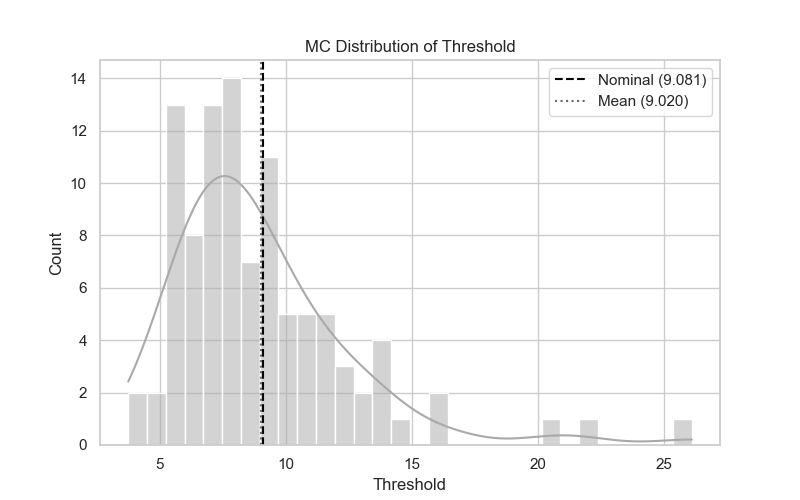 MC Distribution of Threshold
Nominal (9.081)
Mean (9.020)
14
12
10
8
6
4
2
0
Count
5
10
15
20
25
Threshold